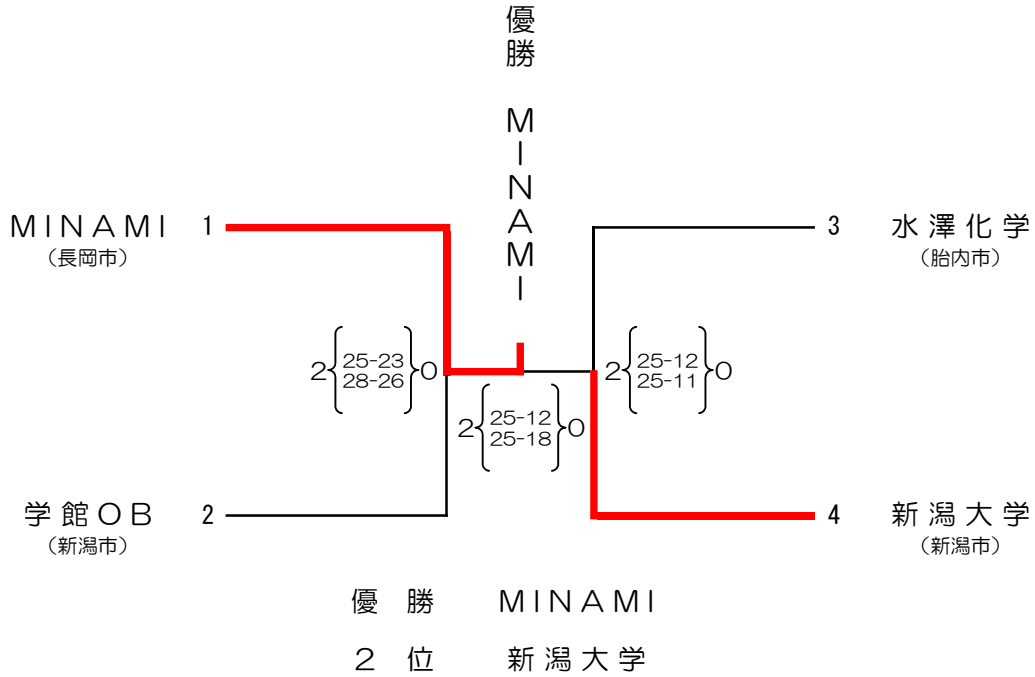 優勝 MINAMI
MINAMI 1
(長岡市)
3 水澤化学
(胎内市)
2 25-23 0
28-26
2 25-12 0
25-11
2 25-12 0
25-18
学館OB 2
(新潟市)
4 新潟大学
(新潟市)
優勝 MINAMI
2位 新潟大学